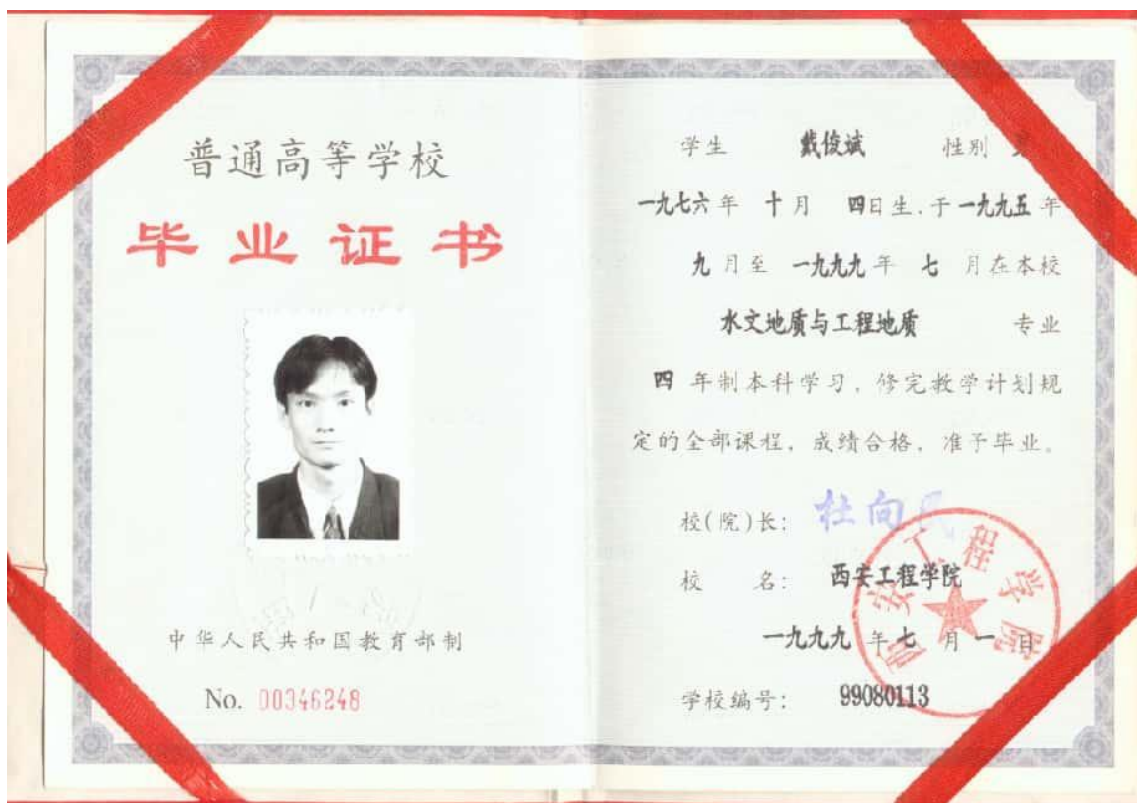 普通高等学校
毕业证书
中华人民共和国教育部制
No. 00346248
学生 戴俊斌 性别
一九七六年 十月 四日生,于一九九五年
九月至 一九九九年 七 月在本校
水文地质与工程地质 专业
四 年制本科学习,修完教学计划规
定的全部课程,成绩合格,准予毕业。
校(院)长: 杜向民
校 名: 西安工程学院
一九九九 年 七 月 一 日
学校编号: 99080113
西安工程学院